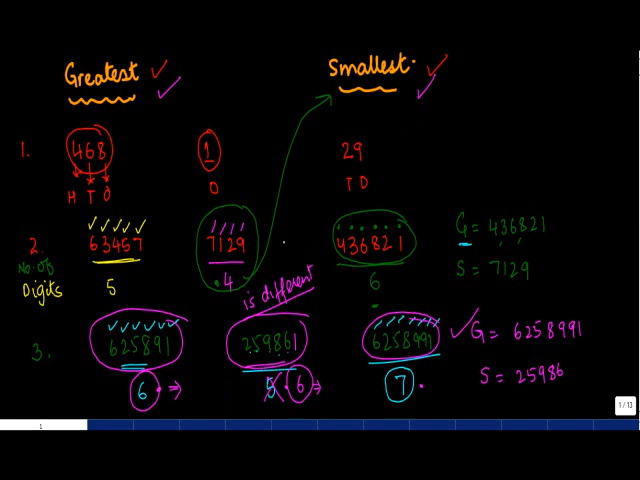 Greatest
Smallest.
1. 468 1 29
H T O O T O
2. 63457 7129 436821 G = 436821
No. of
Digits 5 4 6 S = 7129
is different
3. 625891 259861 6258991 G = 6258991
6 5 6 7 S = 25986
1
1 / 13